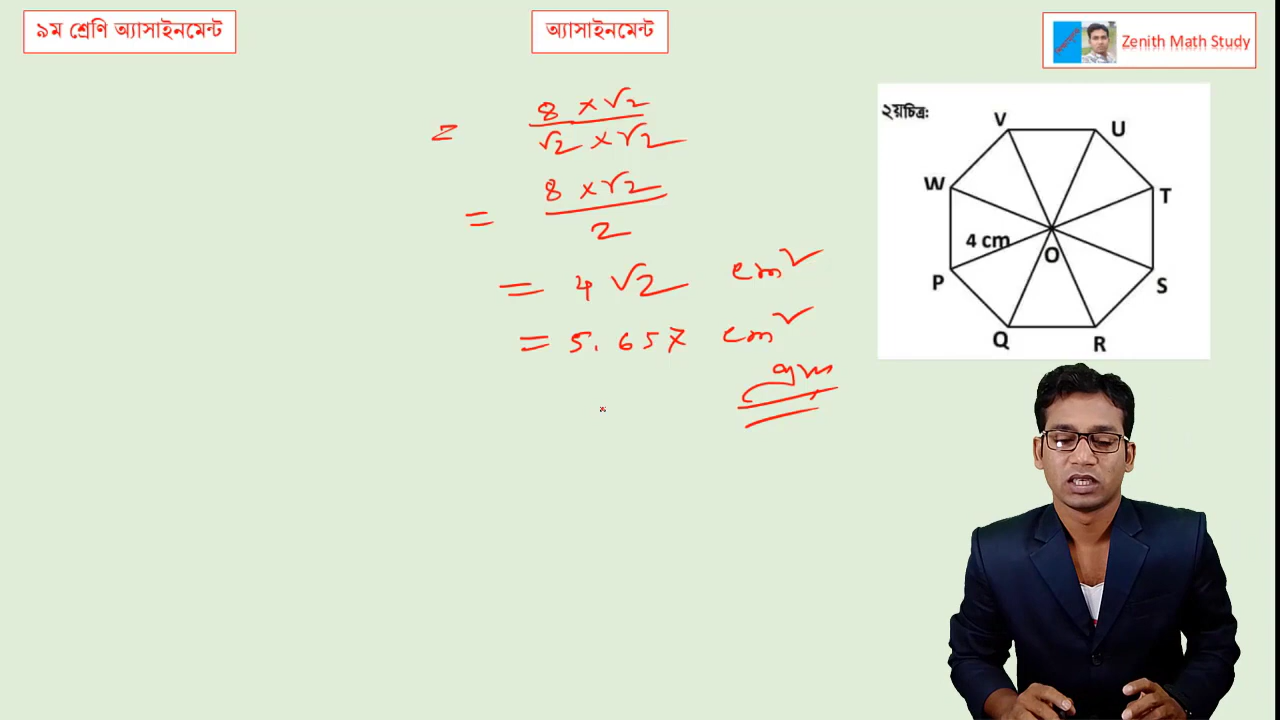 ৯ম শ্রেণি অ্যাসাইনমেন্ট
অ্যাসাইনমেন্ট
Zenith Math Study
= 8 × √2 / √2 × √2
= 8 × √2 / 2
= 4 √2 cm²
= 5.657 cm²
২য়চিত্র:
V U
W T
4 cm
O
P S
Q R